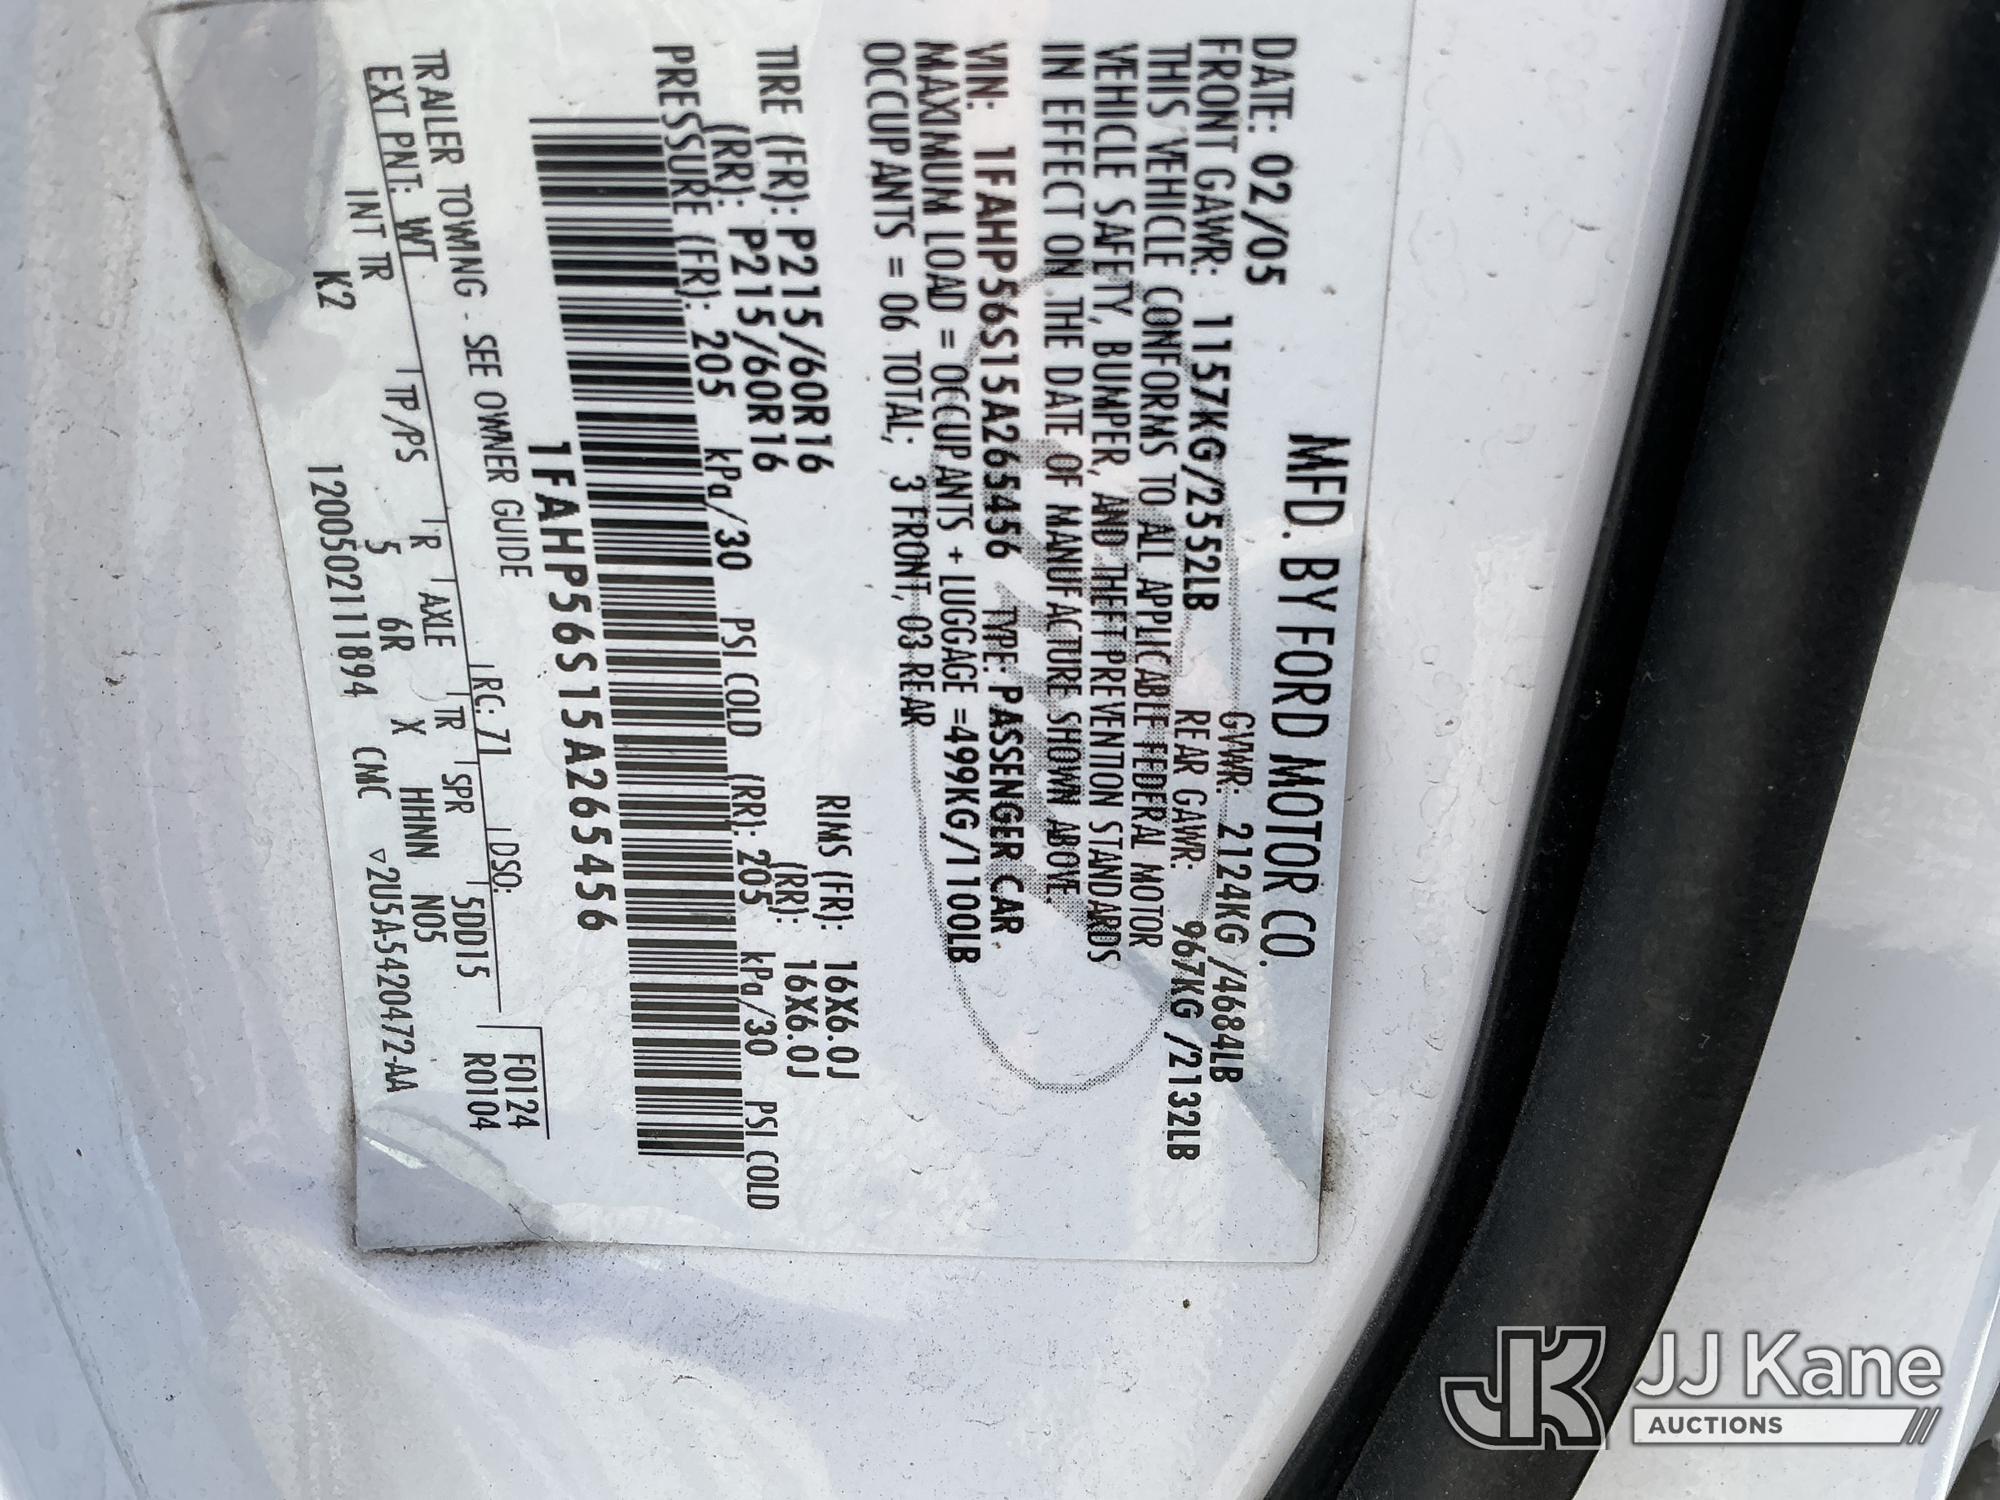 MFD. BY FORD MOTOR CO.
DATE: 02/05 GVWR: 2124KG /4684LB
FRONT GAWR: 1157KG/2552LB REAR GAWR: 967KG /2132LB
THIS VEHICLE CONFORMS TO ALL APPLICABLE FEDERAL MOTOR
VEHICLE SAFETY, BUMPER, AND THEFT PREVENTION STANDARDS
IN EFFECT ON THE DATE OF MANUFACTURE SHOWN ABOVE.
VIN: 1FAHP56S15A265456 TYPE: PASSENGER CAR
MAXIMUM LOAD = OCCUPANTS + LUGGAGE =499KG/1100LB
OCCUPANTS = 06 TOTAL; 3 FRONT, 03 REAR
TIRE (FR): P215/60R16 RIMS (FR): 16X6.0J
(RR): P215/60R16 (RR): 16X6.0J
PRESSURE (FR): 205 kPa/30 PSI COLD (RR): 205 kPa/30 PSI COLD
1FAHP56S15A265456
TRAILER TOWING - SEE OWNER GUIDE RC: 71 DSO: F0124
R0104
EXT PNT: WT
INT TR TP/PS R AXLE TR SPR 5DD15
K2 5 5 6R X HHNN N05
1200502111894 CMC ▽2U5A-5420472-AA
JJ Kane
AUCTIONS